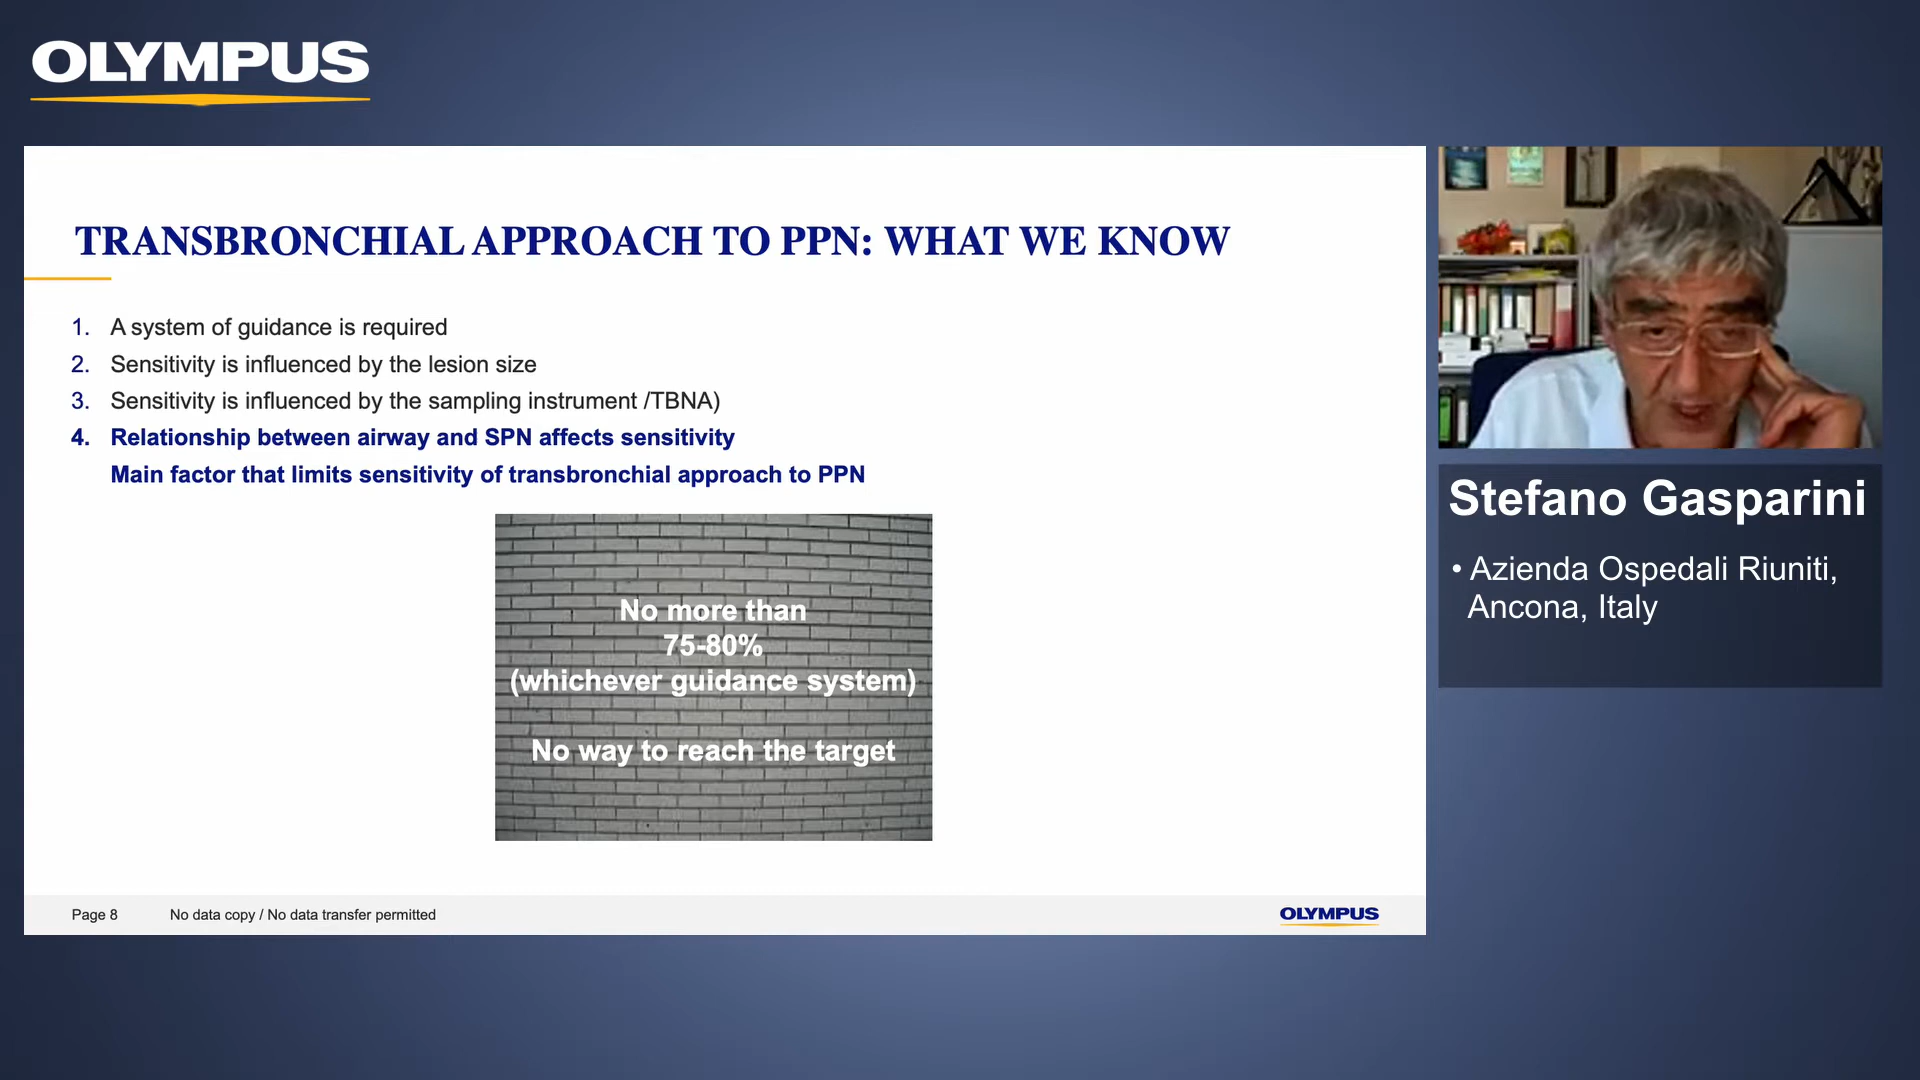 OLYMPUS
TRANSBRONCHIAL APPROACH TO PPN: WHAT WE KNOW
1. A system of guidance is required
2. Sensitivity is influenced by the lesion size
3. Sensitivity is influenced by the sampling instrument /TBNA)
4. Relationship between airway and SPN affects sensitivity
Main factor that limits sensitivity of transbronchial approach to PPN
No more than
75-80%
(whichever guidance system)
No way to reach the target
Page 8 No data copy / No data transfer permitted
OLYMPUS
Stefano Gasparini
• Azienda Ospedali Riuniti,
Ancona, Italy